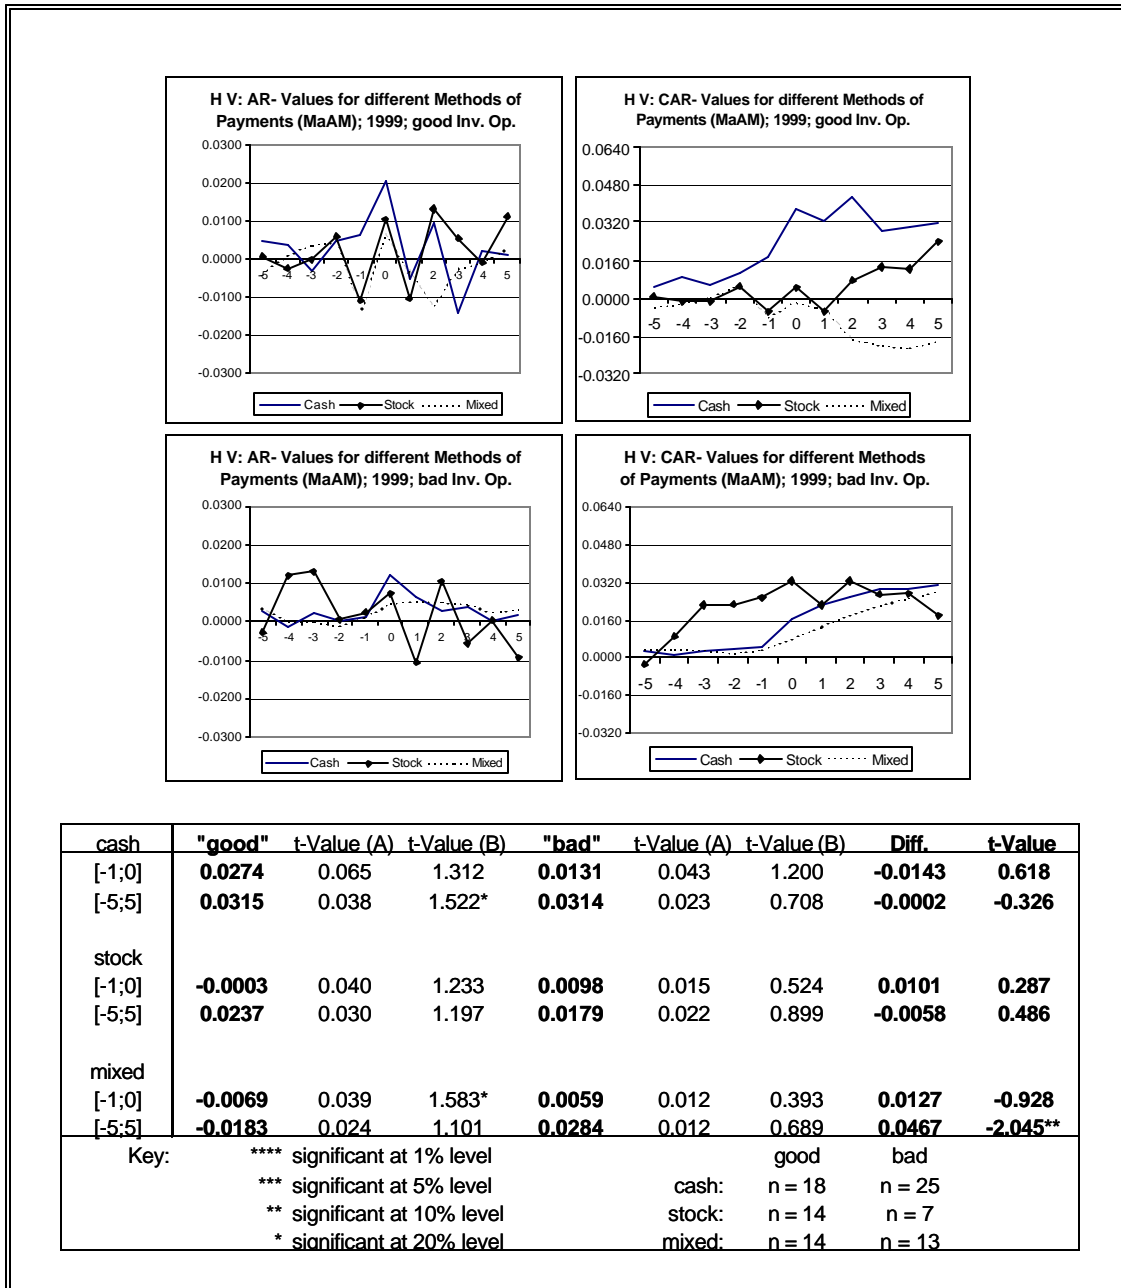 H V: AR- Values for different Methods of
Payments (MaAM); 1999; good Inv. Op.
0.0300
0.0200
0.0100
0.0000
-0.0100
-0.0200
-0.0300
-5 -4 -3 -2 -1 0 1 2 3 4 5
Cash Stock Mixed
H V: CAR- Values for different Methods of
Payments (MaAM); 1999; good Inv. Op.
0.0640
0.0480
0.0320
0.0160
0.0000
-0.0160
-0.0320
-5 -4 -3 -2 -1 0 1 2 3 4 5
Cash Stock Mixed
H V: AR- Values for different Methods of
Payments (MaAM); 1999; bad Inv. Op.
0.0300
0.0200
0.0100
0.0000
-0.0100
-0.0200
-0.0300
-5 -4 -3 -2 -1 0 1 2 3 4 5
Cash Stock Mixed
H V: CAR- Values for different Methods
of Payments (MaAM); 1999; bad Inv. Op.
0.0640
0.0480
0.0320
0.0160
0.0000
-0.0160
-0.0320
-5 -4 -3 -2 -1 0 1 2 3 4 5
Cash Stock Mixed
cash "good" t-Value (A) t-Value (B) "bad" t-Value (A) t-Value (B) Diff. t-Value
[-1;0] 0.0274 0.065 1.312 0.0131 0.043 1.200 -0.0143 0.618
[-5;5] 0.0315 0.038 1.522* 0.0314 0.023 0.708 -0.0002 -0.326
stock
[-1;0] -0.0003 0.040 1.233 0.0098 0.015 0.524 0.0101 0.287
[-5;5] 0.0237 0.030 1.197 0.0179 0.022 0.899 -0.0058 0.486
mixed
[-1;0] -0.0069 0.039 1.583* 0.0059 0.012 0.393 0.0127 -0.928
[-5;5] -0.0183 0.024 1.101 0.0284 0.012 0.689 0.0467 -2.045**
Key: **** significant at 1% level good bad
*** significant at 5% level cash: n = 18 n = 25
** significant at 10% level stock: n = 14 n = 7
* significant at 20% level mixed: n = 14 n = 13